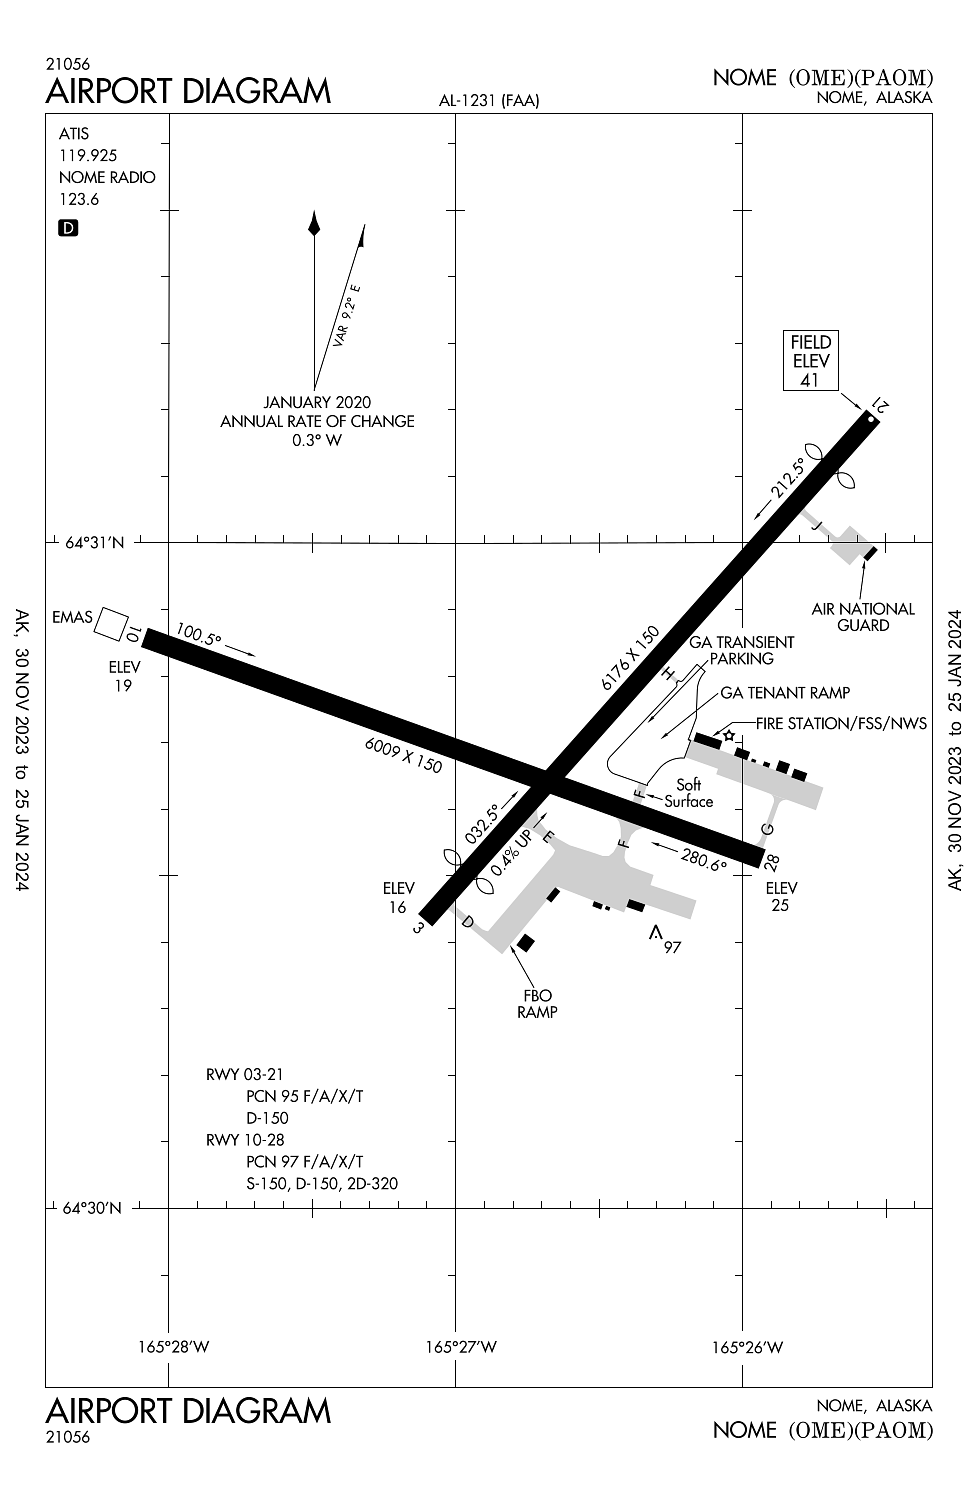 21056
AIRPORT DIAGRAM
AL-1231 (FAA)
NOME (OME)(PAOM)
NOME, ALASKA
ATIS
119.925
NOME RADIO
123.6
D
VAR 9.2° E
JANUARY 2020
ANNUAL RATE OF CHANGE
0.3° W
FIELD
ELEV
41
21
212.5°
J
64°31'N
AIR NATIONAL
GUARD
EMAS
10
100.5°
ELEV
19
6176 X 150
GA TRANSIENT
PARKING
H
GA TENANT RAMP
FIRE STATION/FSS/NWS
6009 X 150
Soft
Surface
F
032.5°
0.4% UP
E
F
G
280.6°
28
ELEV
25
ELEV
16
3
D
97
FBO
RAMP
RWY 03-21
PCN 95 F/A/X/T
D-150
RWY 10-28
PCN 97 F/A/X/T
S-150, D-150, 2D-320
64°30'N
165°28'W
165°27'W
165°26'W
AK, 30 NOV 2023 to 25 JAN 2024
AK, 30 NOV 2023 to 25 JAN 2024
AIRPORT DIAGRAM
21056
NOME, ALASKA
NOME (OME)(PAOM)